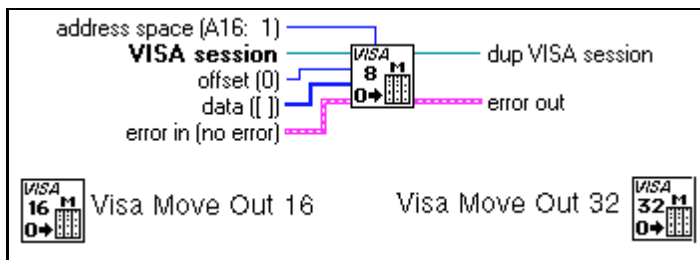 address space (A16: 1)
VISA session
offset (0)
data ([ ])
error in (no error)
VISA
8 M
0→
dup VISA session
error out
VISA
16 M
0→
Visa Move Out 16
Visa Move Out 32
VISA
32 M
0→